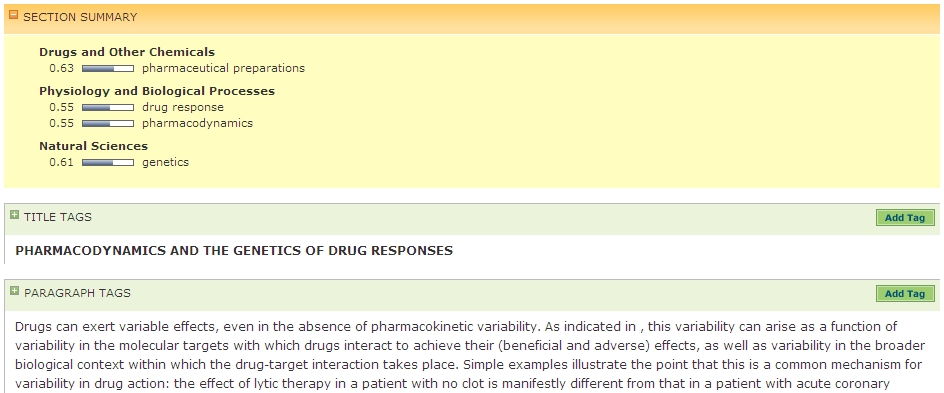 SECTION SUMMARY
Drugs and Other Chemicals
0.63 pharmaceutical preparations
Physiology and Biological Processes
0.55 drug response
0.55 pharmacodynamics
Natural Sciences
0.61 genetics
TITLE TAGS Add Tag
PHARMACODYNAMICS AND THE GENETICS OF DRUG RESPONSES
PARAGRAPH TAGS Add Tag
Drugs can exert variable effects, even in the absence of pharmacokinetic variability. As indicated in , this variability can arise as a function of
variability in the molecular targets with which drugs interact to achieve their (beneficial and adverse) effects, as well as variability in the broader
biological context within which the drug-target interaction takes place. Simple examples illustrate the point that this is a common mechanism for
variability in drug action: the effect of lytic therapy in a patient with no clot is manifestly different from that in a patient with acute coronary